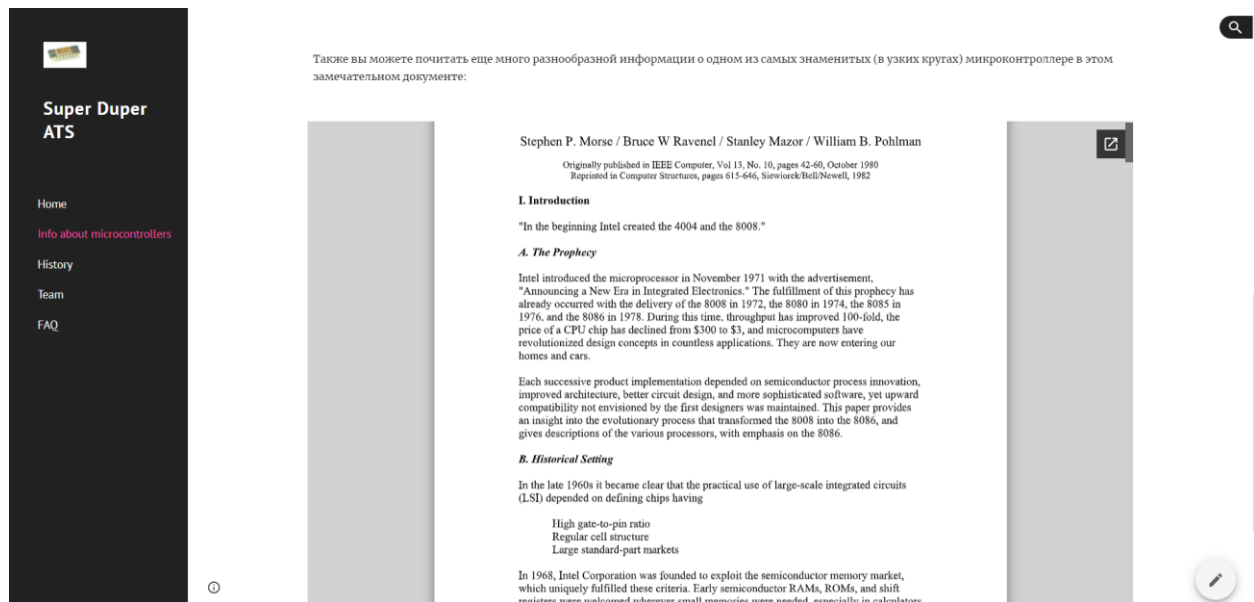 Super Duper
ATS
Home
Info about microcontrollers
History
Team
FAQ
Также вы можете почитать еще много разнообразной информации о одном из самых знаменитых (в узких кругах) микроконтроллере в этом
замечательном документе:
Stephen P. Morse / Bruce W Ravenel / Stanley Mazor / William B. Pohlman
Originally published in IEEE Computer, Vol 13, No. 10, pages 42-60, October 1980
Reprinted in Computer Structures, pages 615-646, Siewiorek/Bell/Newell, 1982
I. Introduction
"In the beginning Intel created the 4004 and the 8008."
A. The Prophecy
Intel introduced the microprocessor in November 1971 with the advertisement,
"Announcing a New Era in Integrated Electronics." The fulfillment of this prophecy has
already occurred with the delivery of the 8008 in 1972, the 8080 in 1974, the 8085 in
1976, and the 8086 in 1978. During this time, throughput has improved 100-fold, the
price of a CPU chip has declined from $300 to $3, and microcomputers have
revolutionized design concepts in countless applications. They are now entering our
homes and cars.
Each successive product implementation depended on semiconductor process innovation,
improved architecture, better circuit design, and more sophisticated software, yet upward
compatibility not envisioned by the first designers was maintained. This paper provides
an insight into the evolutionary process that transformed the 8008 into the 8086, and
gives descriptions of the various processors, with emphasis on the 8086.
B. Historical Setting
In the late 1960s it became clear that the practical use of large-scale integrated circuits
(LSI) depended on defining chips having
High gate-to-pin ratio
Regular cell structure
Large standard-part markets
In 1968, Intel Corporation was founded to exploit the semiconductor memory market,
which uniquely fulfilled these criteria. Early semiconductor RAMs, ROMs, and shift
registers were welcomed wherever small memories were needed, especially in calculators